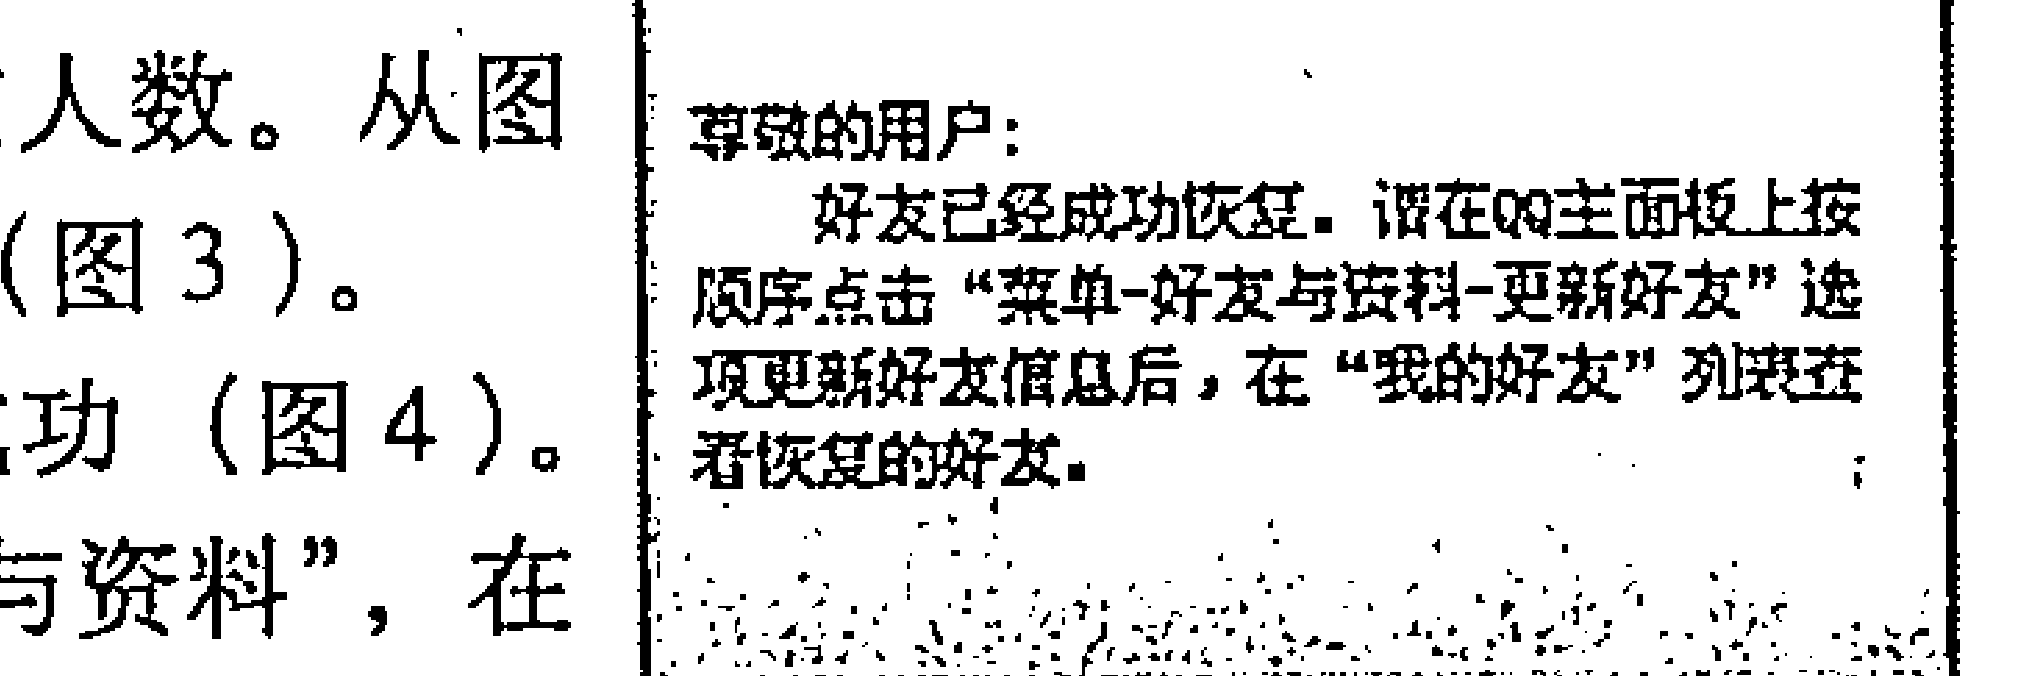 人数。从图
(图3)。
功(图4)。
与资料”,在
尊敬的用户:
好友已经成功恢复.请在QQ主面板上按
顺序点击“菜单-好友与资料-更新好友”选
项更新好友信息后,在“我的好友”列表查
看恢复的好友.